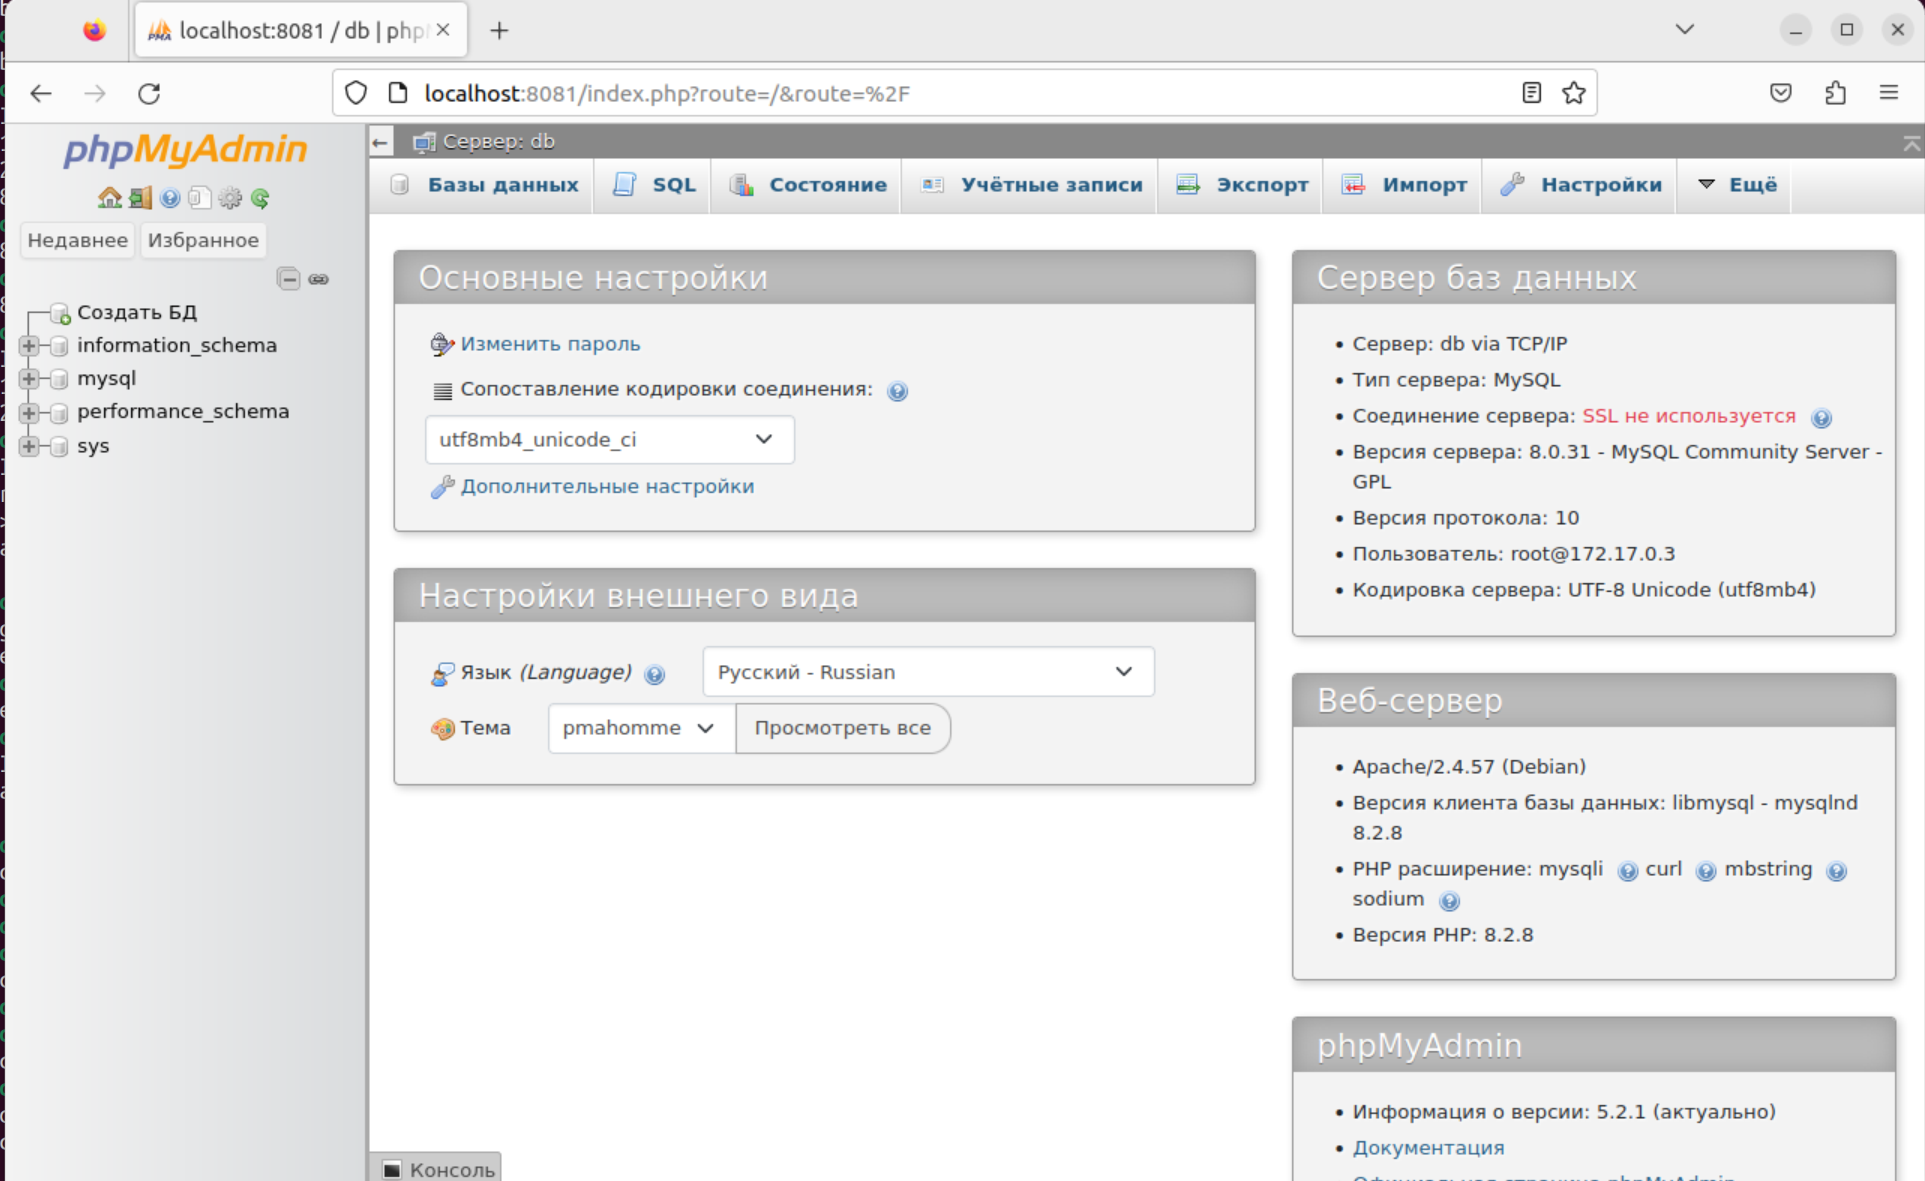 localhost:8081 / db | php
localhost:8081/index.php?route=/&route=%2F
phpMyAdmin
Недавнее Избранное
Создать БД
information_schema
mysql
performance_schema
sys
Сервер: db
Базы данных SQL Состояние Учётные записи Экспорт Импорт Настройки Ещё
Основные настройки
Изменить пароль
Сопоставление кодировки соединения:
utf8mb4_unicode_ci
Дополнительные настройки
Настройки внешнего вида
Язык (Language) Русский - Russian
Тема pmahomme Просмотреть все
Сервер баз данных
Сервер: db via TCP/IP
Тип сервера: MySQL
Соединение сервера: SSL не используется
Версия сервера: 8.0.31 - MySQL Community Server -
GPL
Версия протокола: 10
Пользователь: root@172.17.0.3
Кодировка сервера: UTF-8 Unicode (utf8mb4)
Веб-сервер
Apache/2.4.57 (Debian)
Версия клиента базы данных: libmysql - mysqlnd
8.2.8
PHP расширение: mysqli curl mbstring
sodium
Версия PHP: 8.2.8
phpMyAdmin
Информация о версии: 5.2.1 (актуально)
Документация
Консоль